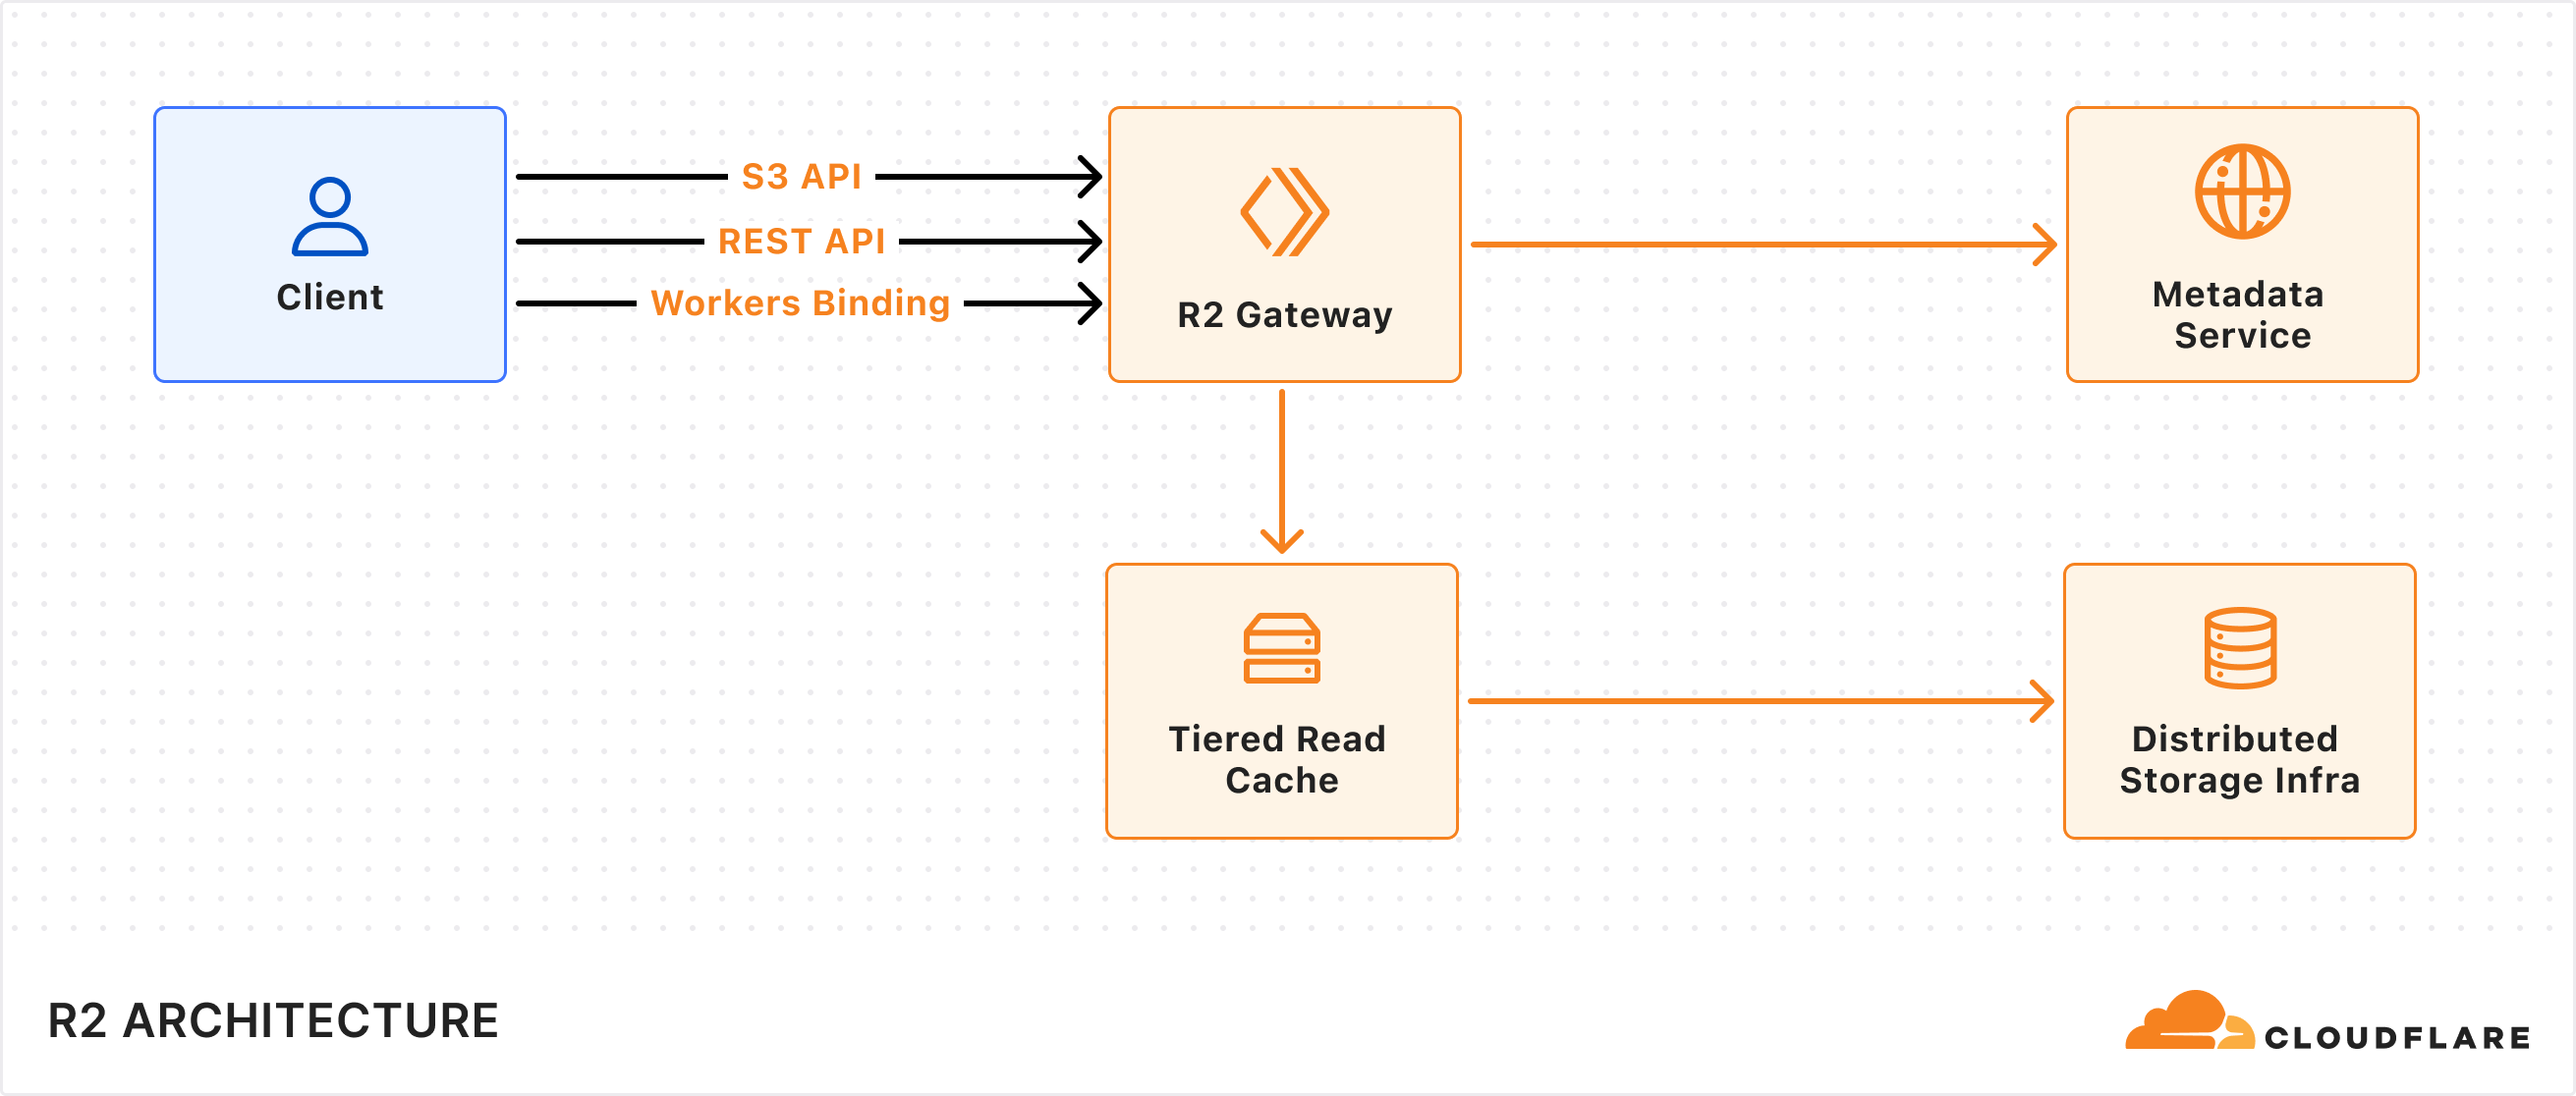 S3 API
REST API
Workers Binding
Client
R2 Gateway
Metadata
Service
Tiered Read
Cache
Distributed
Storage Infra
R2 ARCHITECTURE
CLOUDFLARE